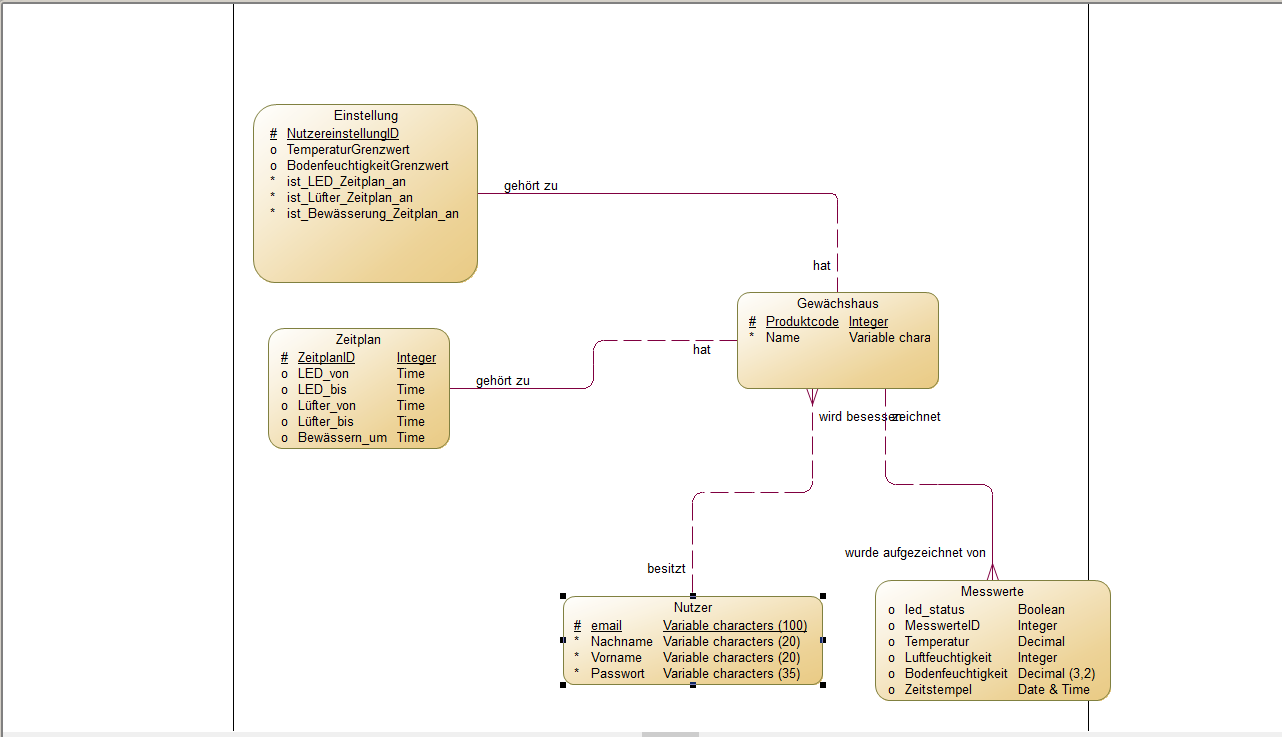 Einstellung
# NutzereinstellungID
o TemperaturGrenzwert
o BodenfeuchtigkeitGrenzwert
* ist_LED_Zeitplan_an
* ist_Lüfter_Zeitplan_an
* ist_Bewässerung_Zeitplan_an
gehört zu
hat
Gewächshaus
# Produktcode Integer
* Name Variable chara
Zeitplan
# ZeitplanID Integer
o LED_von Time
o LED_bis Time
o Lüfter_von Time
o Lüfter_bis Time
o Bewässern_um Time
hat
gehört zu
wird besessen
zeichnet
wurde aufgezeichnet von
besitzt
Nutzer
# email Variable characters (100)
* Nachname Variable characters (20)
* Vorname Variable characters (20)
* Passwort Variable characters (35)
Messwerte
o led_status Boolean
o MesswerteID Integer
o Temperatur Decimal
o Luftfeuchtigkeit Integer
o Bodenfeuchtigkeit Decimal (3,2)
o Zeitstempel Date & Time